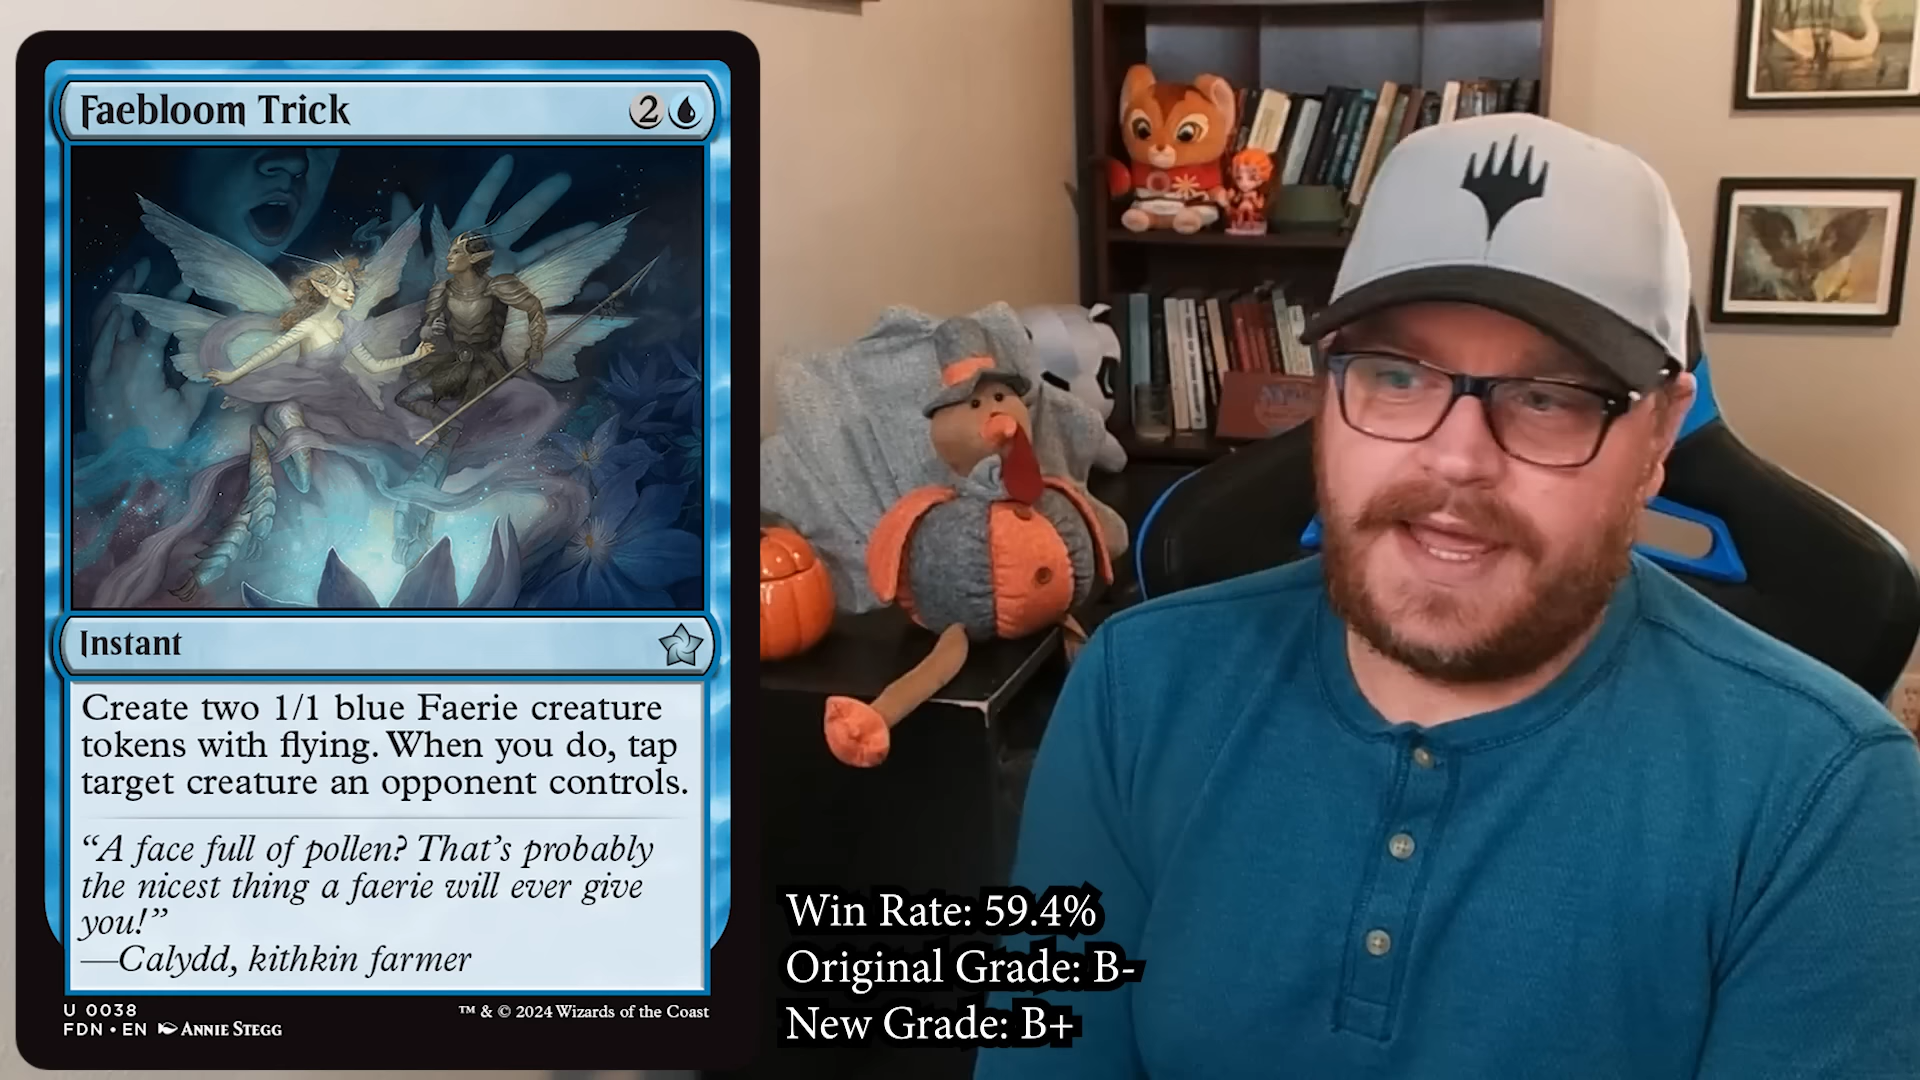 Faebloom Trick 2
Instant
Create two 1/1 blue Faerie creature
tokens with flying. When you do, tap
target creature an opponent controls.
“A face full of pollen? That’s probably
the nicest thing a faerie will ever give
you!”
—Calydd, kithkin farmer
U 0038
FDN • EN ANNIE STEGG
™ & © 2024 Wizards of the Coast
Win Rate: 59.4%
Original Grade: B-
New Grade: B+